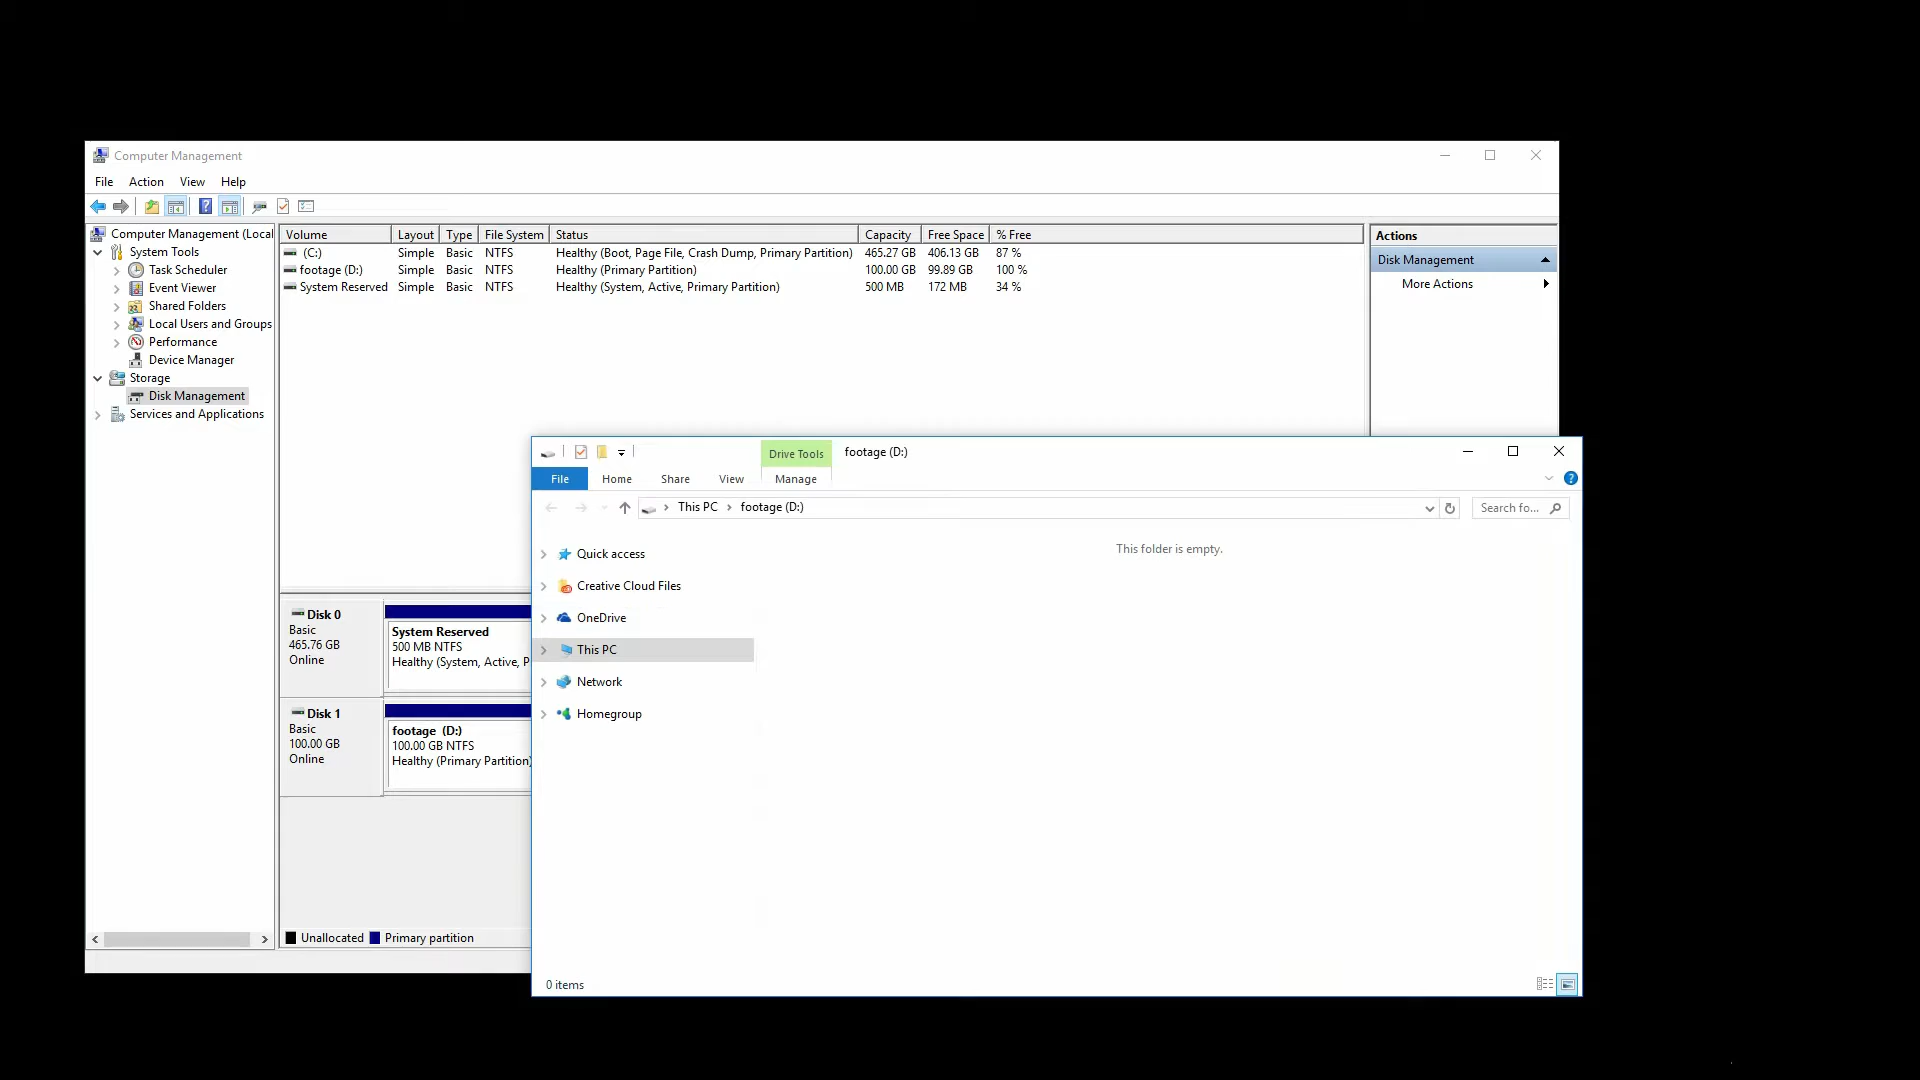 Computer Management
File Action View Help
Computer Management (Local
System Tools
Task Scheduler
Event Viewer
Shared Folders
Local Users and Groups
Performance
Device Manager
Storage
Disk Management
Services and Applications
Volume Layout Type File System Status Capacity Free Space % Free
(C:) Simple Basic NTFS Healthy (Boot, Page File, Crash Dump, Primary Partition) 465.27 GB 406.13 GB 87 %
footage (D:) Simple Basic NTFS Healthy (Primary Partition) 100.00 GB 99.89 GB 100 %
System Reserved Simple Basic NTFS Healthy (System, Active, Primary Partition) 500 MB 172 MB 34 %
Actions
Disk Management
More Actions
Disk 0
Basic
465.76 GB
Online
System Reserved
500 MB NTFS
Healthy (System, Active, P
Disk 1
Basic
100.00 GB
Online
footage (D:)
100.00 GB NTFS
Healthy (Primary Partition)
Unallocated Primary partition
Drive Tools footage (D:)
File Home Share View Manage
This PC footage (D:) Search fo...
Quick access
Creative Cloud Files
OneDrive
This PC
Network
Homegroup
This folder is empty.
0 items